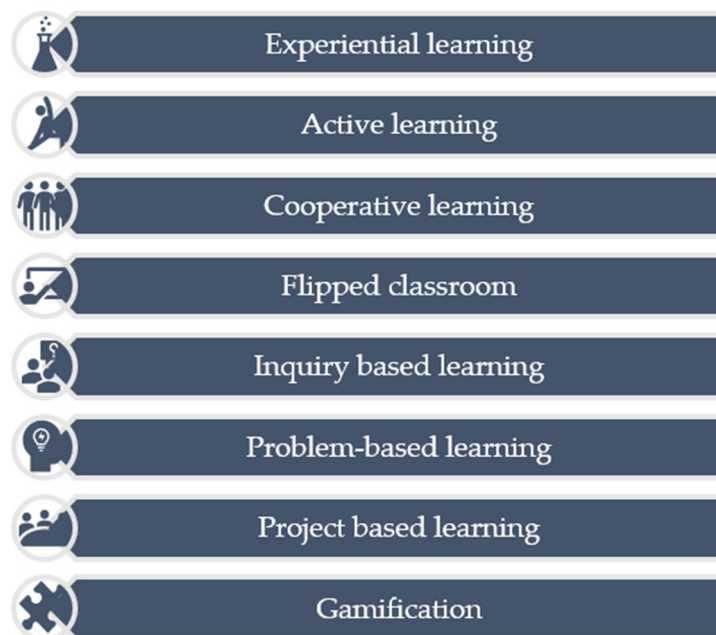 Experiential learning
Active learning
Cooperative learning
Flipped classroom
Inquiry based learning
Problem-based learning
Project based learning
Gamification